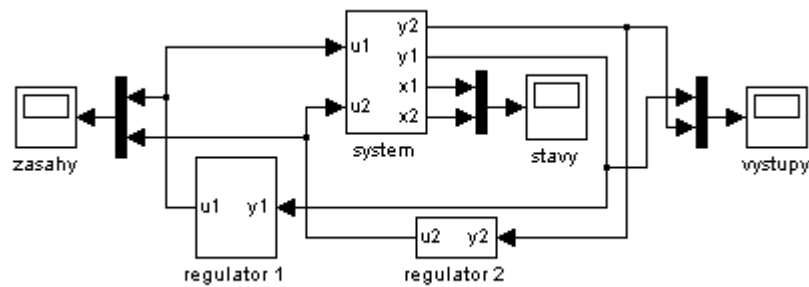 y2
u1
y1
x1
u2
x2
system
zasahy
stavy
vystupy
u1 y1
regulator 1
u2 y2
regulator 2